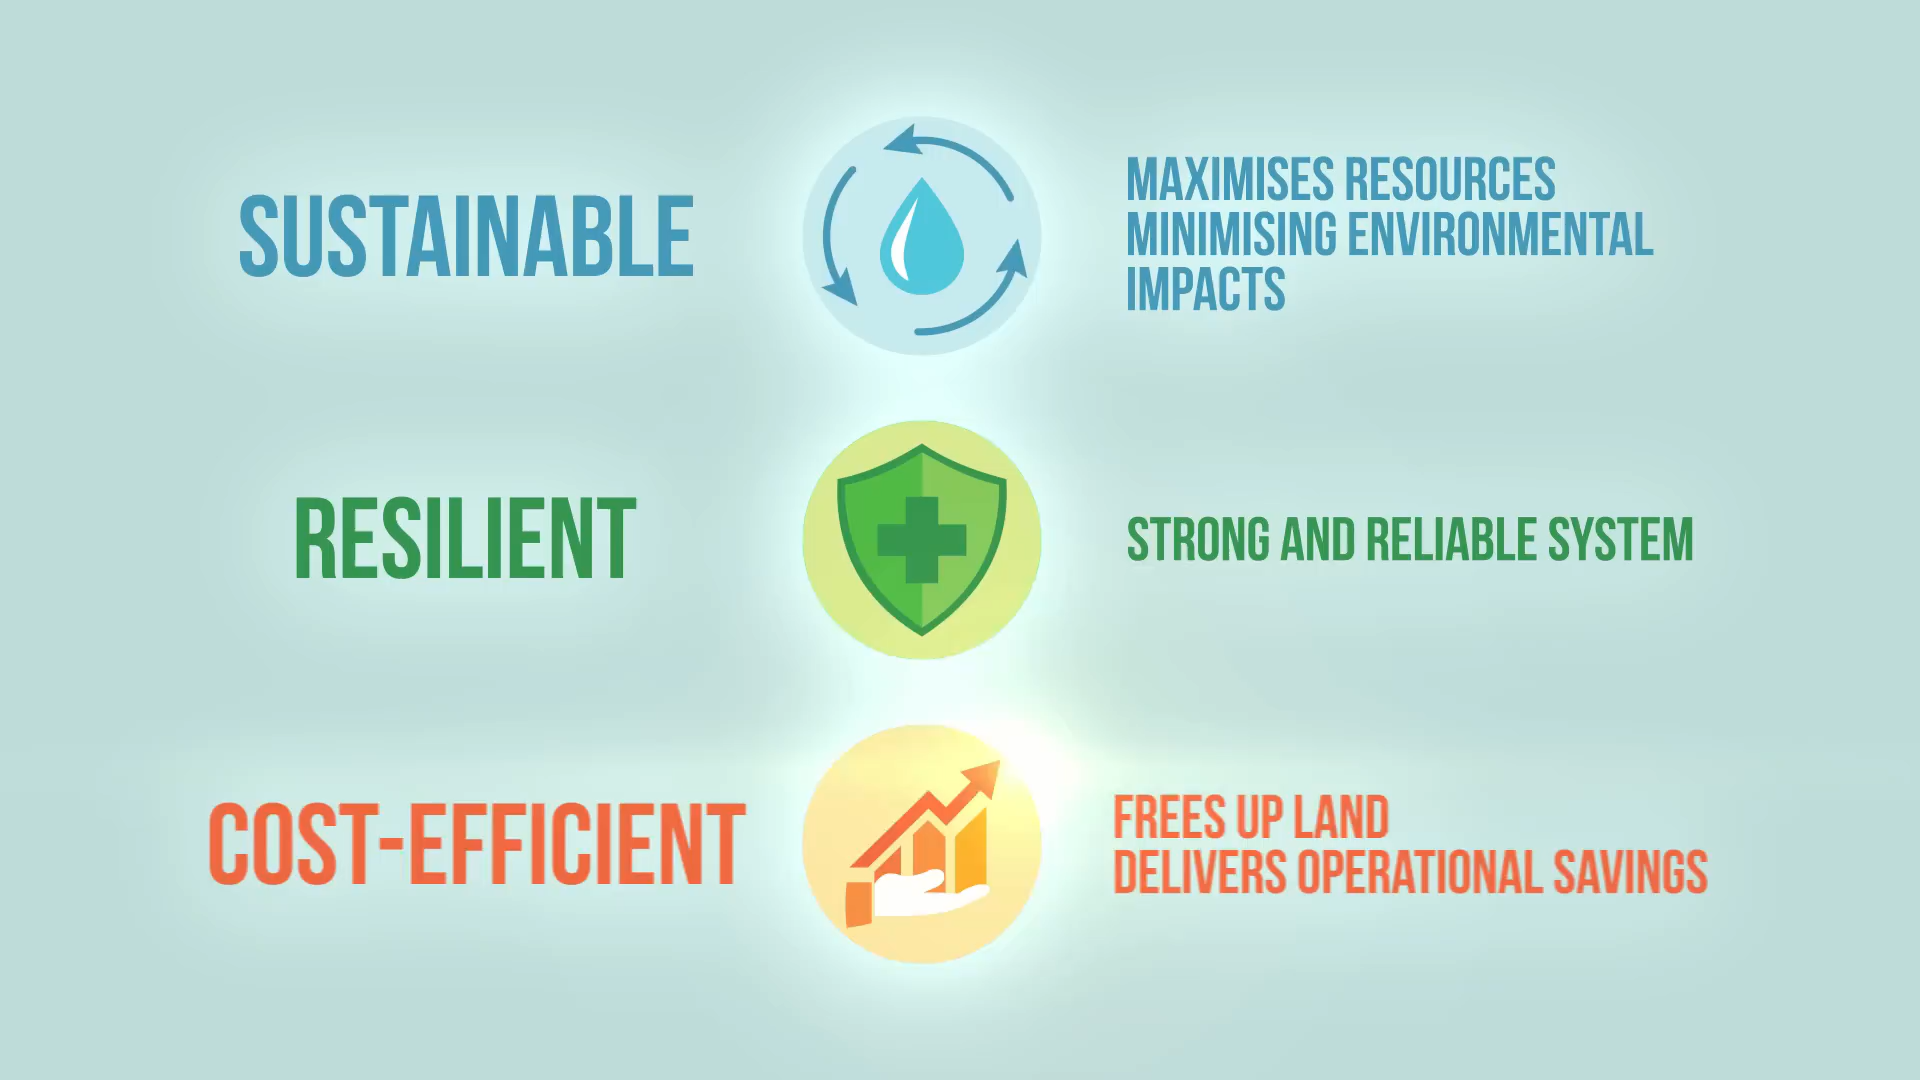 SUSTAINABLE
MAXIMISES RESOURCES
MINIMISING ENVIRONMENTAL
IMPACTS
RESILIENT
STRONG AND RELIABLE SYSTEM
COST-EFFICIENT
FREES UP LAND
DELIVERS OPERATIONAL SAVINGS